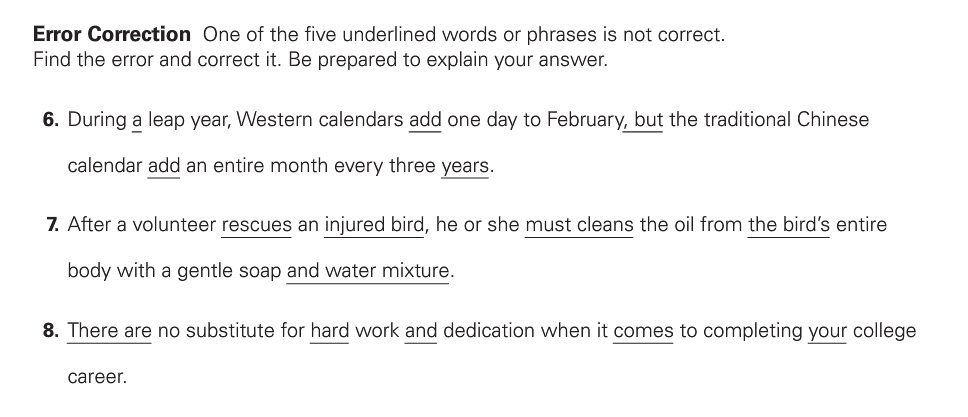 Error Correction One of the five underlined words or phrases is not correct.
Find the error and correct it. Be prepared to explain your answer.
6. During a leap year, Western calendars add one day to February, but the traditional Chinese
calendar add an entire month every three years.
7. After a volunteer rescues an injured bird, he or she must cleans the oil from the bird's entire
body with a gentle soap and water mixture.
8. There are no substitute for hard work and dedication when it comes to completing your college
career.